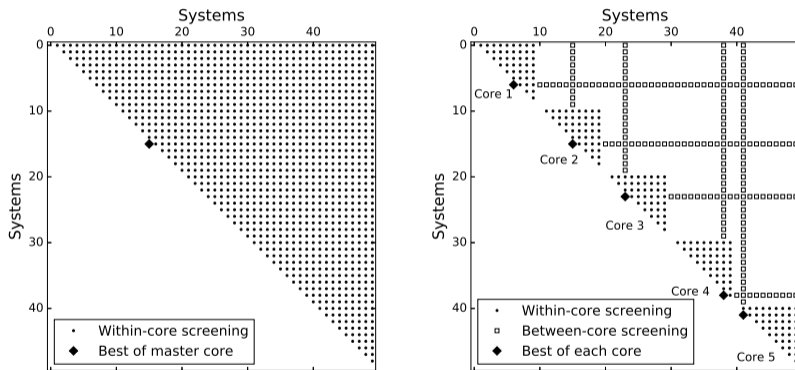 Systems
0 10 20 30 40
0
10
20
30
40
Systems
Within-core screening
Best of master core
Systems
0 10 20 30 40
0
10
20
30
40
Systems
Core 1
Core 2
Core 3
Core 4
Core 5
Within-core screening
Between-core screening
Best of each core